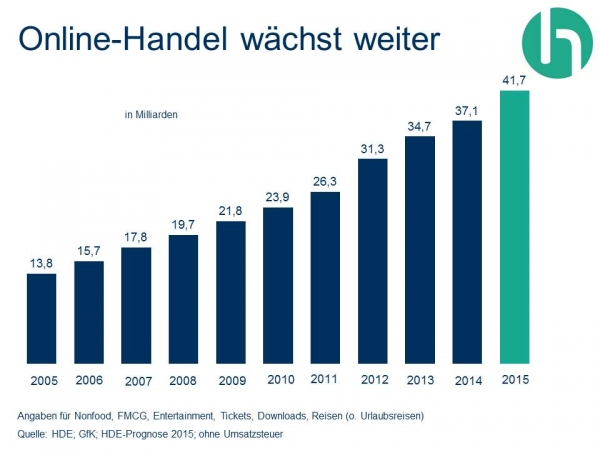 Online-Handel wächst weiter
h
in Milliarden
41,7
37,1
34,7
31,3
26,3
23,9
21,8
19,7
17,8
15,7
13,8
2005 2006 2007 2008 2009 2010 2011 2012 2013 2014 2015
Angaben für Nonfood, FMCG, Entertainment, Tickets, Downloads, Reisen (o. Urlaubsreisen)
Quelle: HDE; GfK; HDE-Prognose 2015; ohne Umsatzsteuer